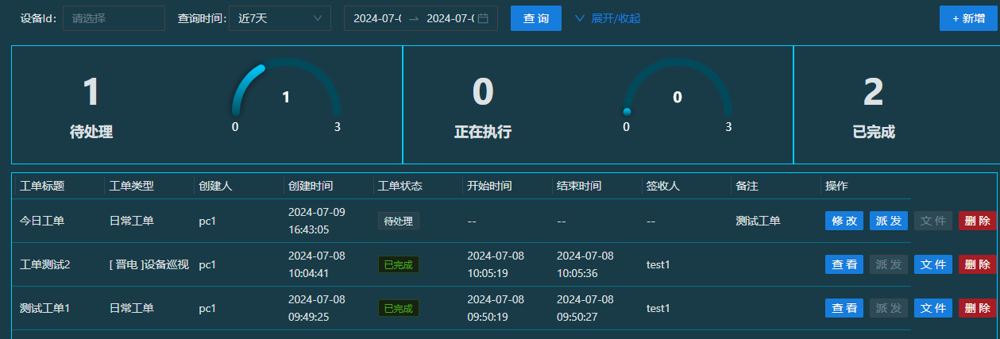 设备Id: 请选择 查询时间: 近7天 2024-07-0 → 2024-07-0 查 询 展开/收起 + 新增
1 1 0 0 2
0 3 0 3
待处理 正在执行 已完成
工单标题 工单类型 创建人 创建时间 工单状态 开始时间 结束时间 签收人 备注 操作
今日工单 日常工单 pc1 2024-07-09 16:43:05 待处理 -- -- -- 测试工单 修 改 派 发 文 件 删 除
工单测试2 [ 晋电 ]设备巡视 pc1 2024-07-08 10:04:41 已完成 2024-07-08 10:05:19 2024-07-08 10:05:36 test1 查 看 派 发 文 件 删 除
测试工单1 日常工单 pc1 2024-07-08 09:49:25 已完成 2024-07-08 09:50:19 2024-07-08 09:50:27 test1 查 看 派 发 文 件 删 除